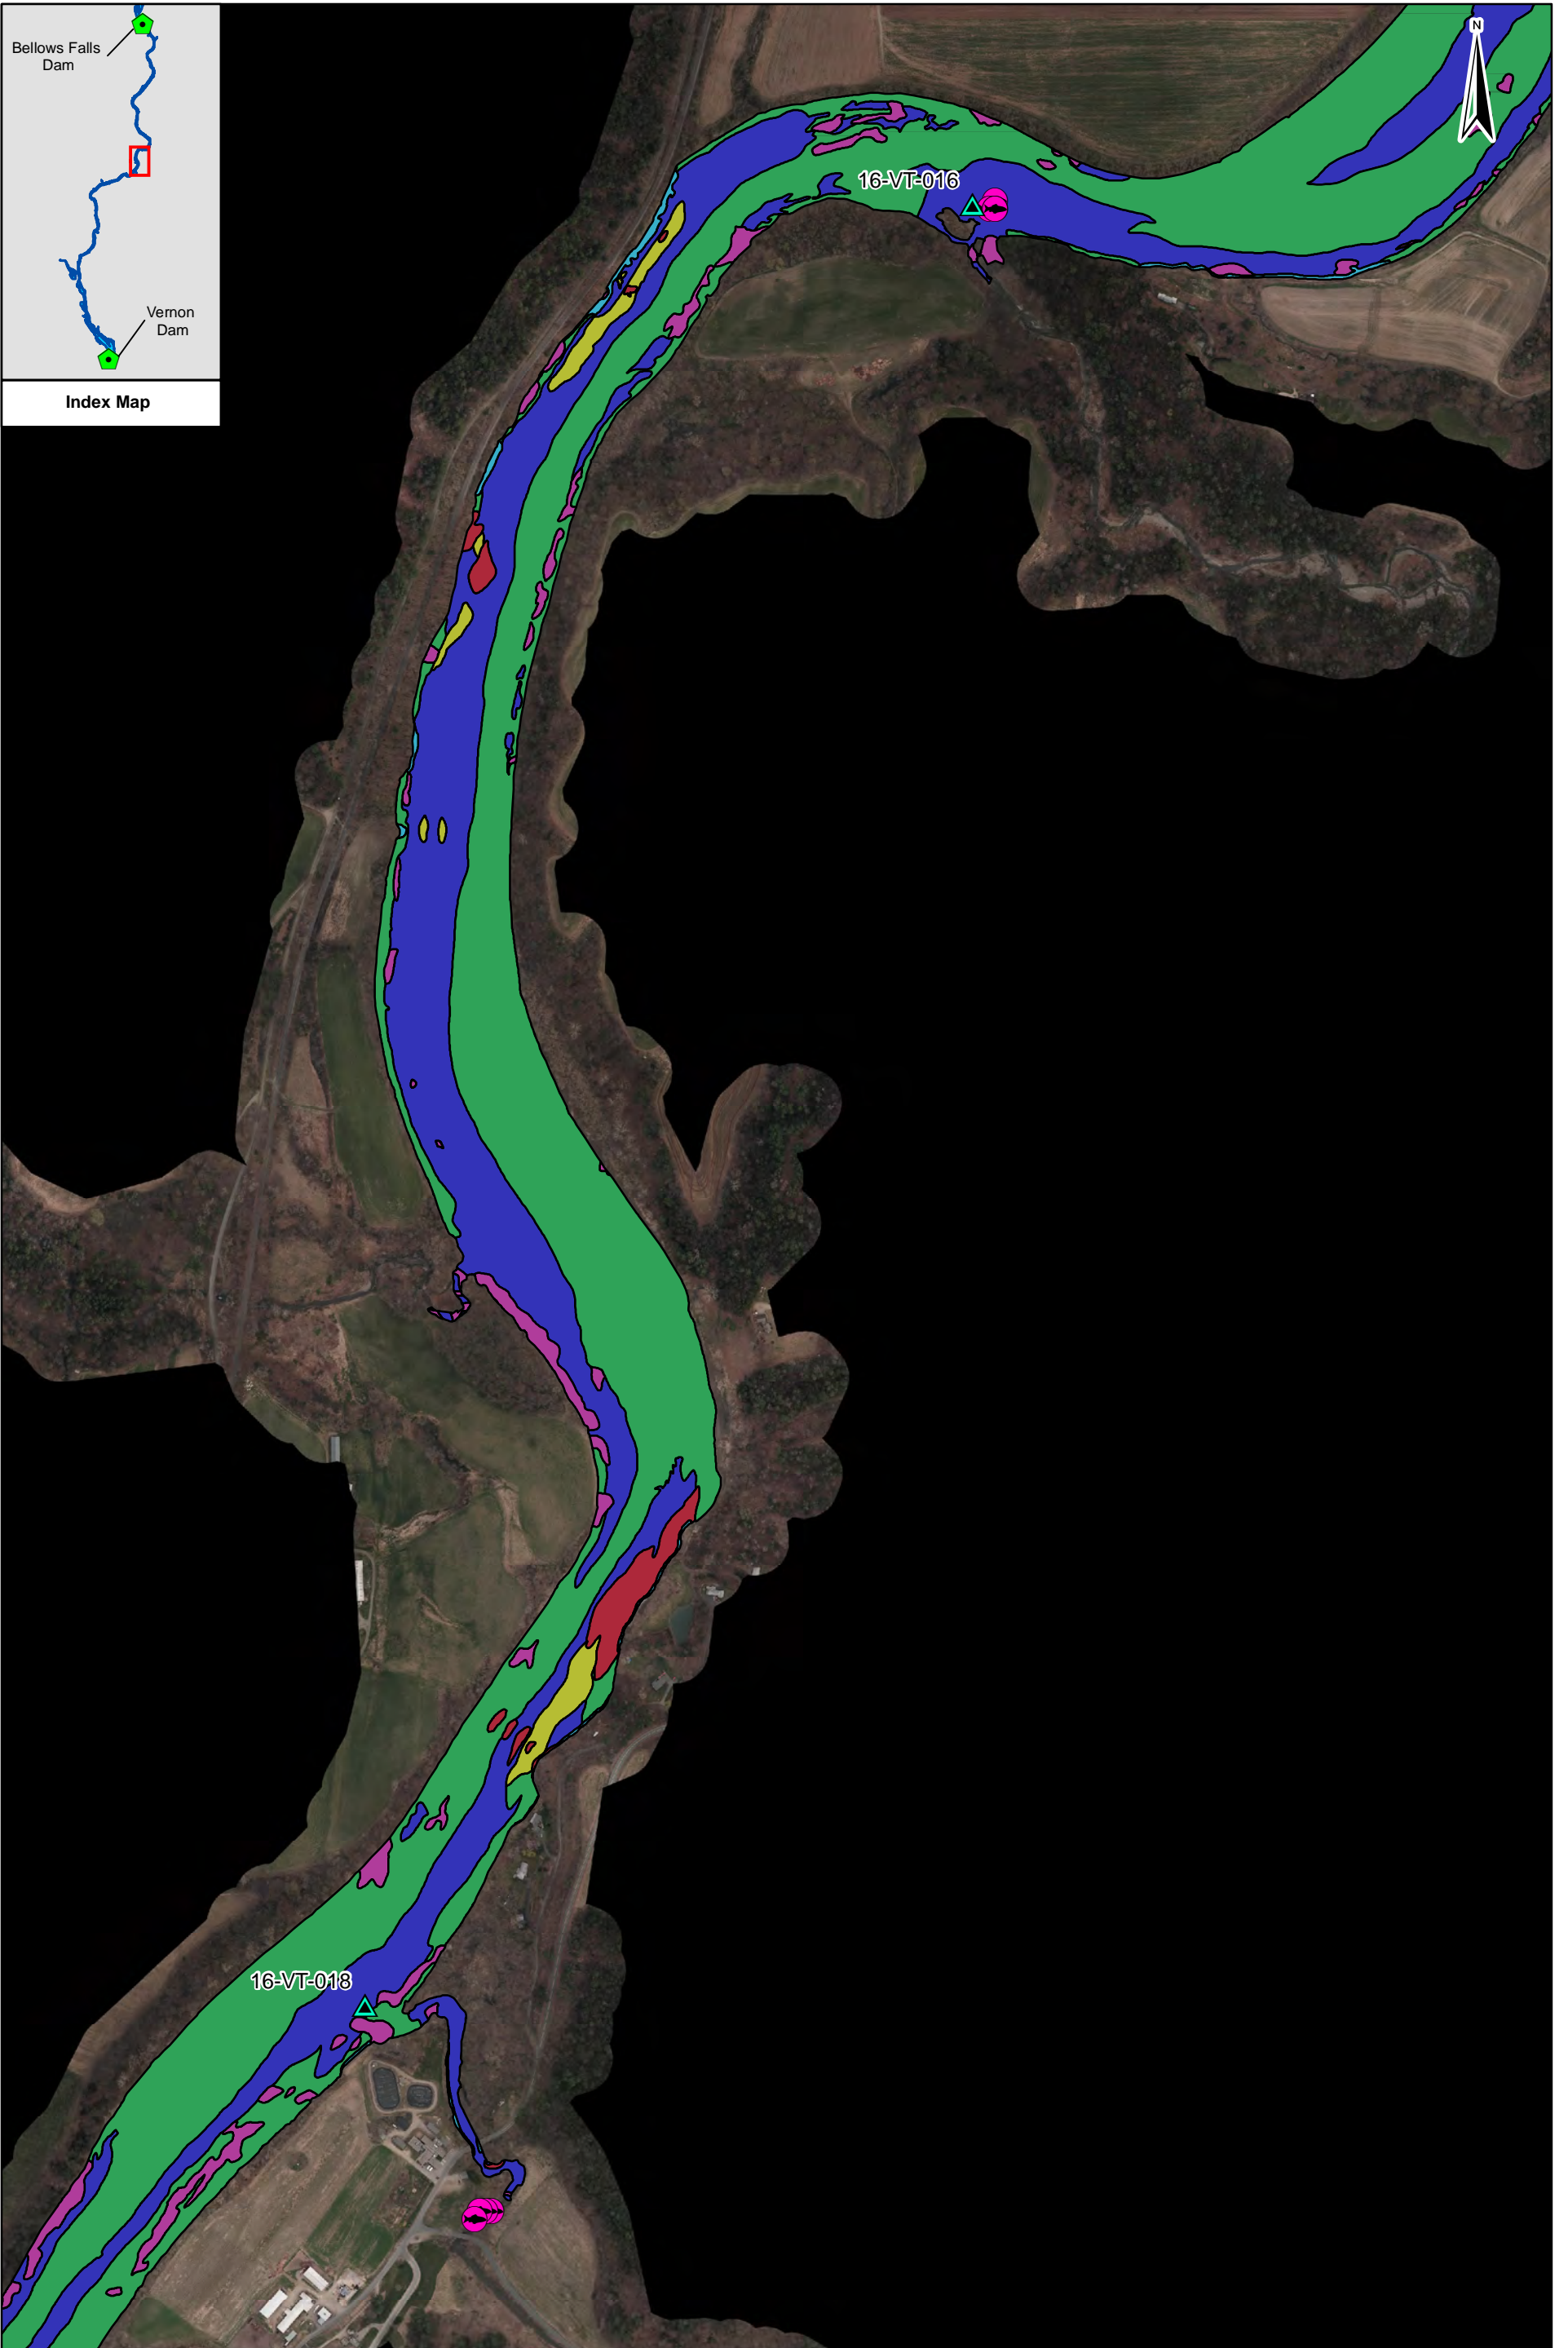 Bellows Falls
Dam
Vernon
Dam
Index Map
N
16-VT-016
16-VT-018